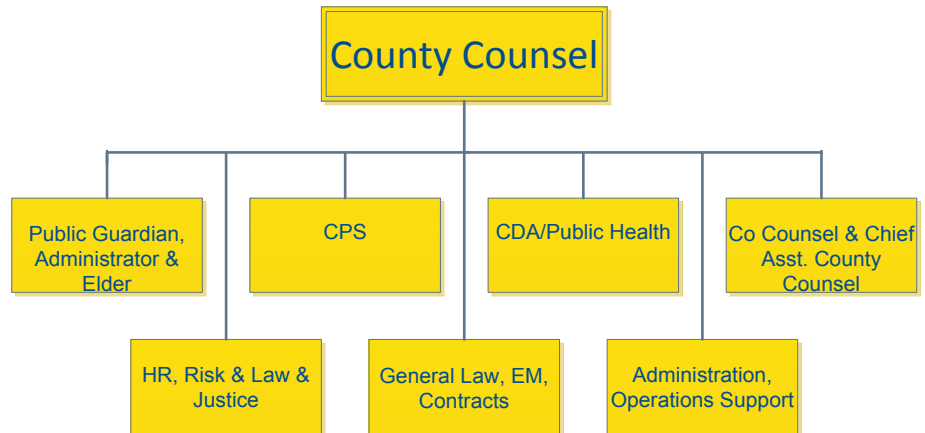 County Counsel
Public Guardian,
Administrator &
Elder
CPS
CDA/Public Health
Co Counsel & Chief
Asst. County
Counsel
HR, Risk & Law &
Justice
General Law, EM,
Contracts
Administration,
Operations Support